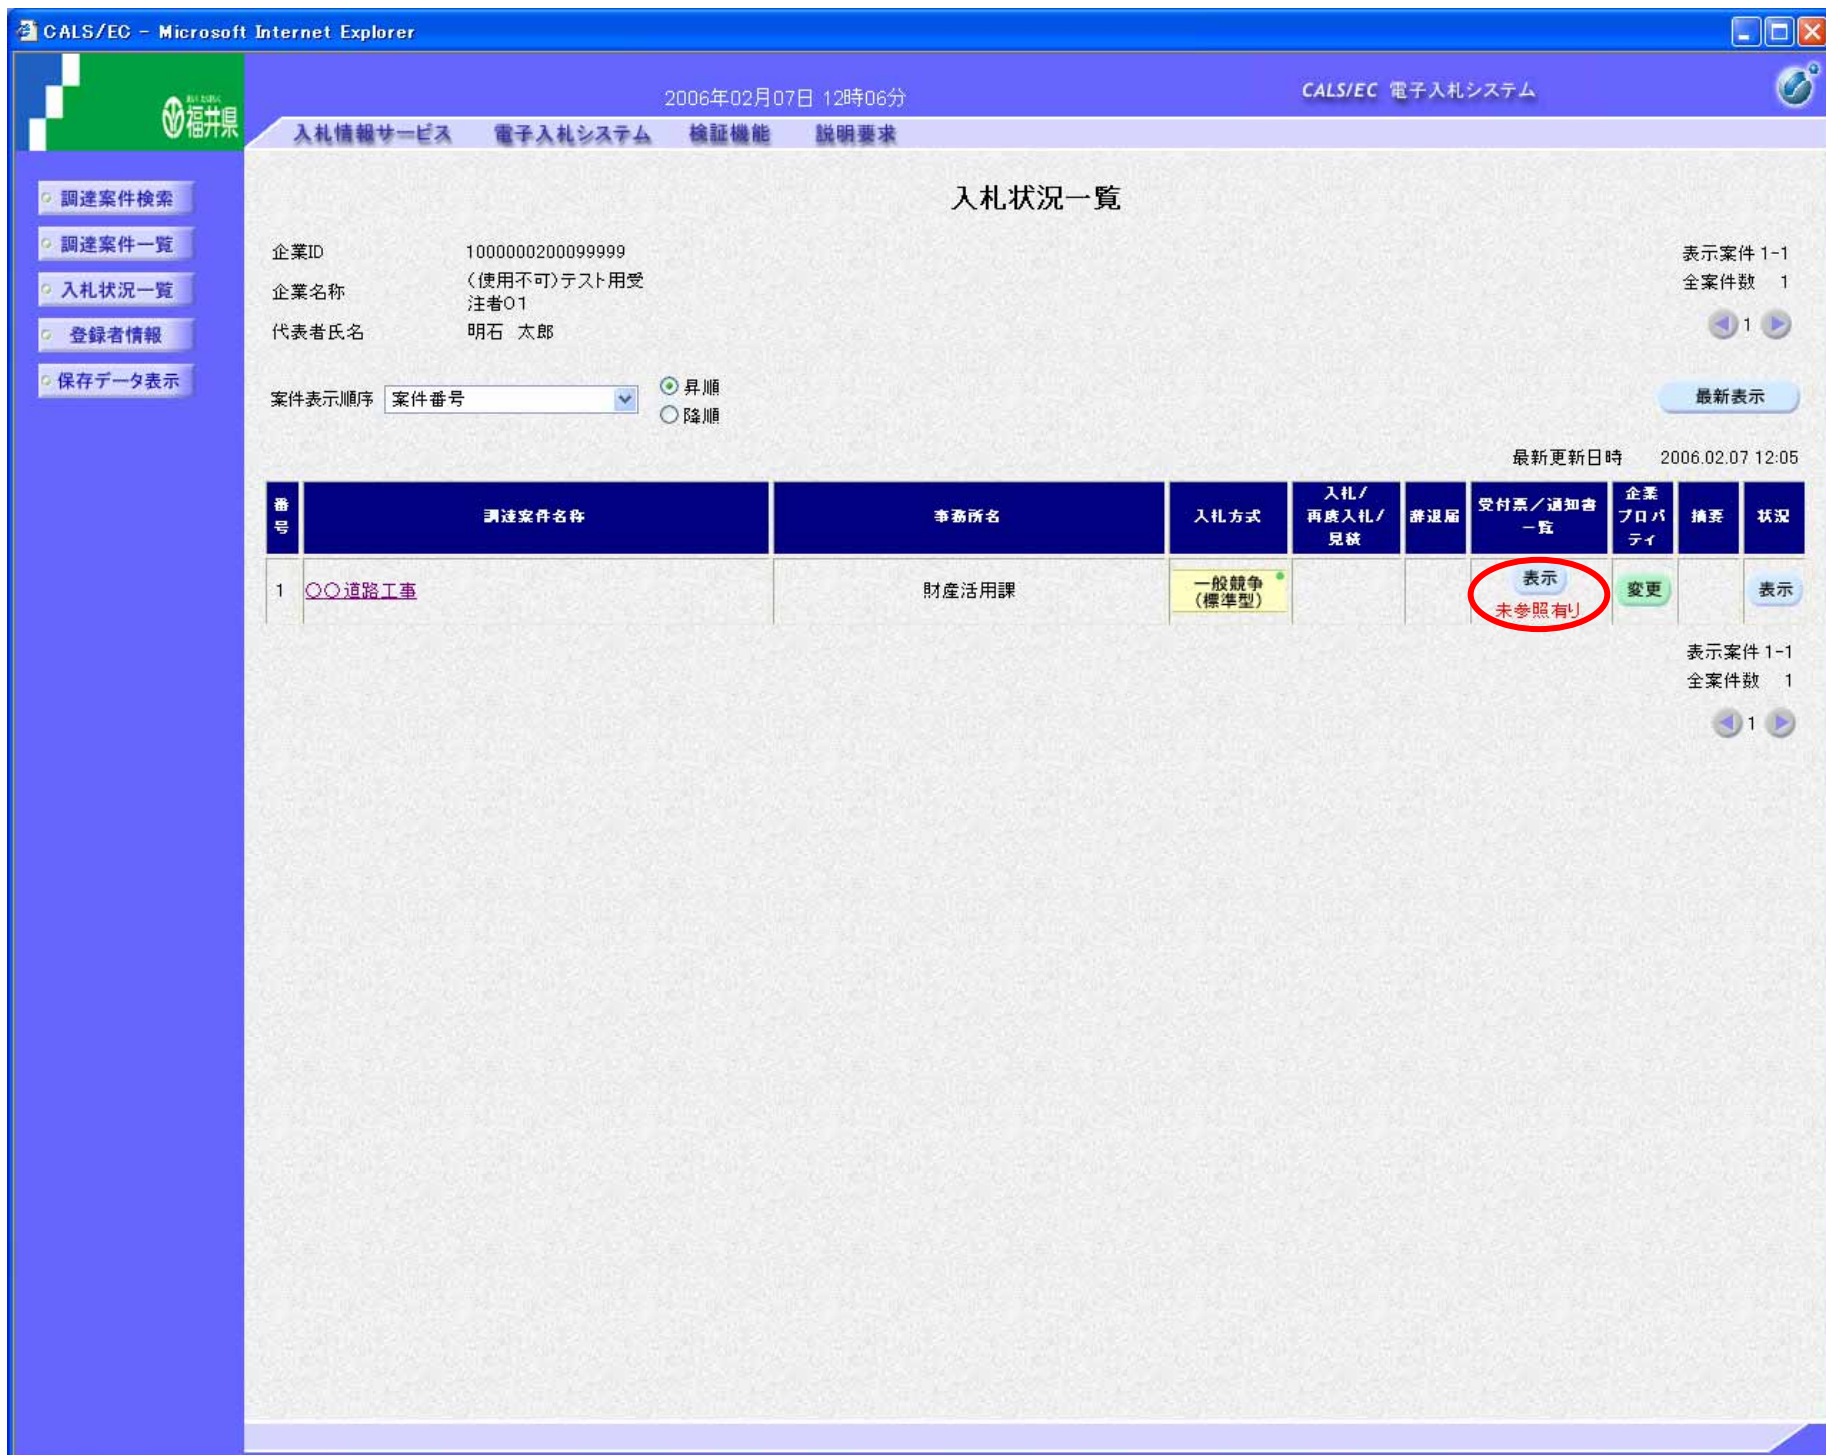 CALS/EC - Microsoft Internet Explorer
福井県
2006年02月07日 12時06分
CALS/EC 電子入札システム
入札情報サービス 電子入札システム 検証機能 説明要求
調達案件検索
調達案件一覧
入札状況一覧
登録者情報
保存データ表示
入札状況一覧
企業ID 1000000200099999
企業名称 (使用不可)テスト用受
注者01
代表者氏名 明石 太郎
表示案件 1-1
全案件数 1
1
案件表示順序 案件番号
昇順
降順
最新表示
最新更新日時 2006.02.07 12:05
番号 調達案件名称 事務所名 入札方式 入札/再度入札/見積 辞退届 受付票/通知書一覧 企業プロパティ 摘要 状況
1 〇〇道路工事 財産活用課 一般競争(標準型) 表示 未参照有り 変更 表示
表示案件 1-1
全案件数 1
1